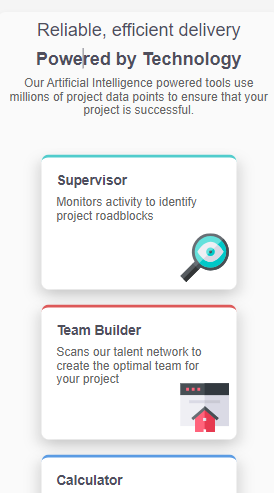 Reliable, efficient delivery
Powered by Technology
Our Artificial Intelligence powered tools use
millions of project data points to ensure that your
project is successful.
Supervisor
Monitors activity to identify
project roadblocks
Team Builder
Scans our talent network to
create the optimal team for
your project
Calculator